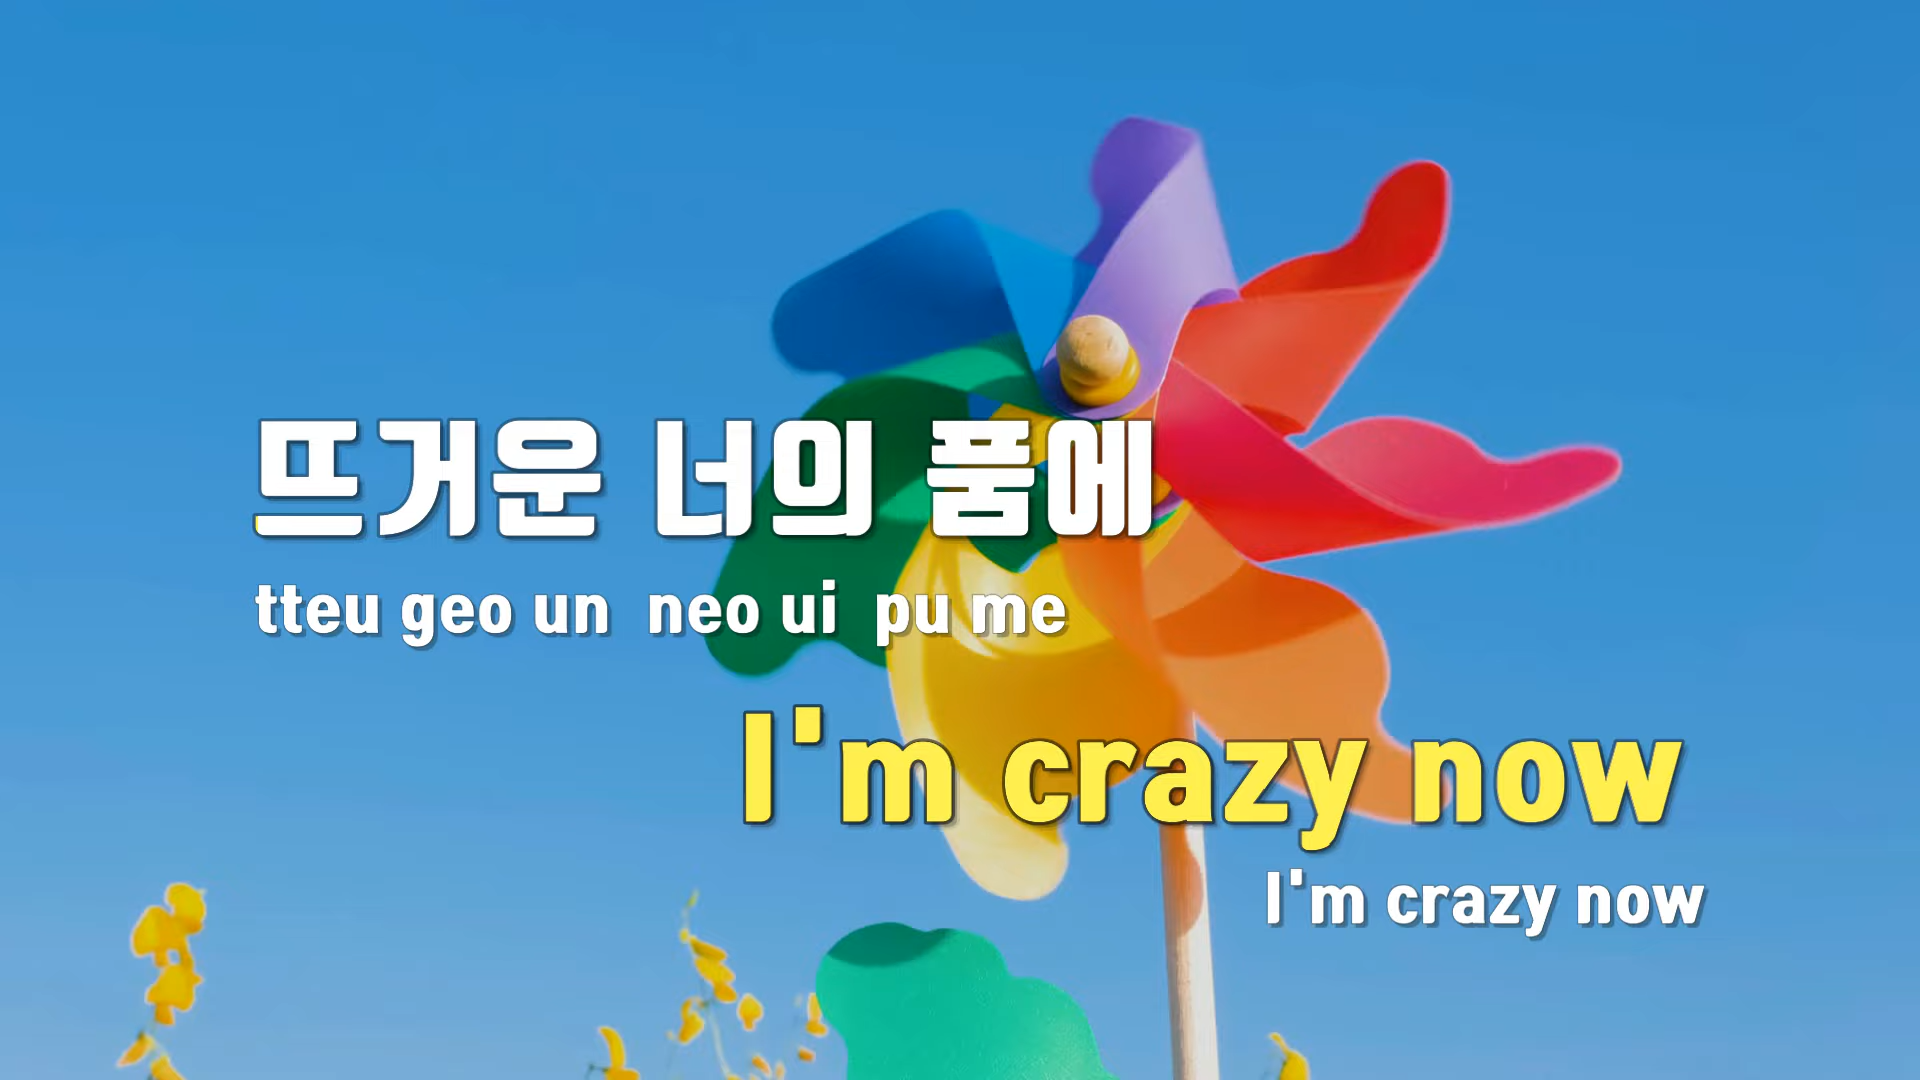 뜨거운 너의 품에
tteu geo un neo ui pu me
I'm crazy now
I'm crazy now